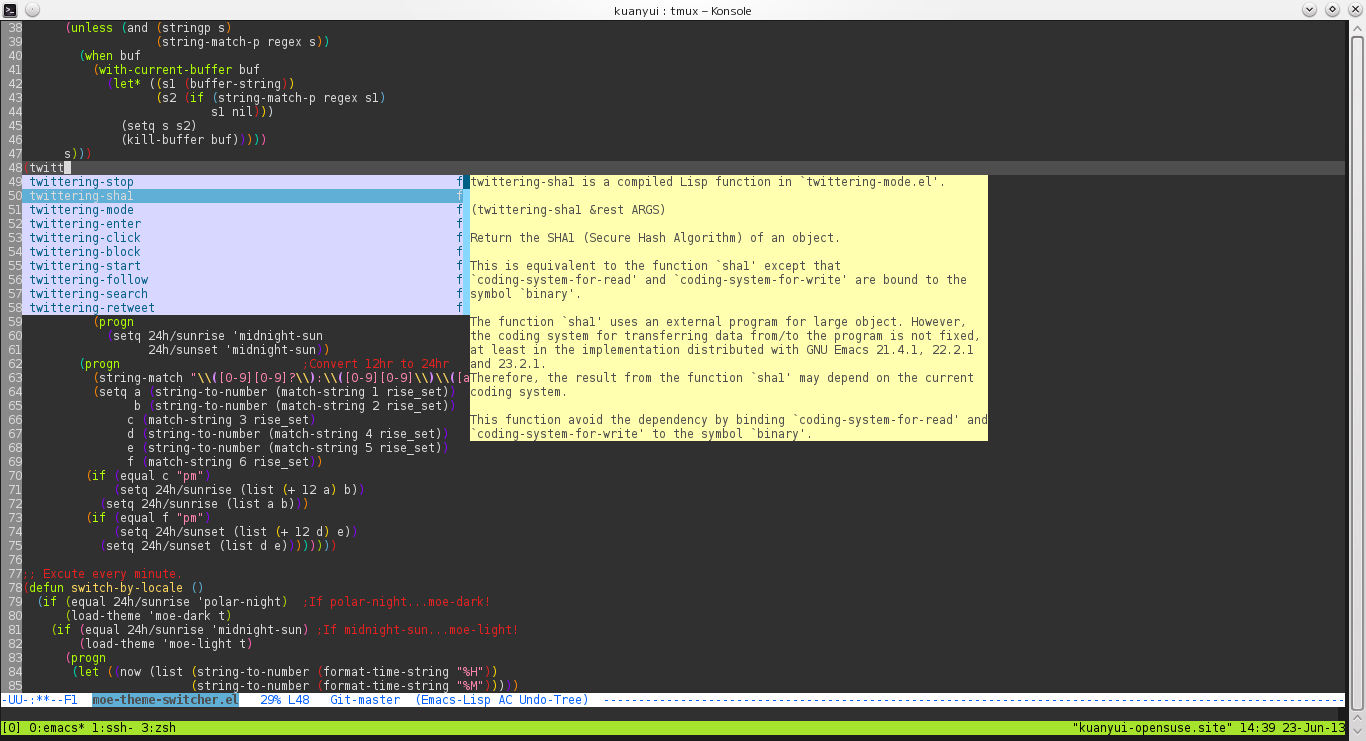 kuanyui : tmux – Konsole
38 (unless (and (stringp s)
39 (string-match-p regex s))
40 (when buf
41 (with-current-buffer buf
42 (let* ((s1 (buffer-string))
43 (s2 (if (string-match-p regex s1)
44 s1 nil)))
45 (setq s s2)
46 (kill-buffer buf)))))
47 s)))
48 (twitt
49 twittering-stop f twittering-sha1 is a compiled Lisp function in `twittering-mode.el'.
50 twittering-sha1 f
51 twittering-mode f (twittering-sha1 &rest ARGS)
52 twittering-enter f
53 twittering-click f Return the SHA1 (Secure Hash Algorithm) of an object.
54 twittering-block f
55 twittering-start f This is equivalent to the function `sha1' except that
56 twittering-follow f `coding-system-for-read' and `coding-system-for-write' are bound to the
57 twittering-search f symbol `binary'.
58 twittering-retweet f
59 (progn The function `sha1' uses an external program for large object. However,
60 (setq 24h/sunrise 'midnight-sun the coding system for transferring data from/to the program is not fixed,
61 24h/sunset 'midnight-sun)) at least in the implementation distributed with GNU Emacs 21.4.1, 22.2.1
62 (progn ;Convert 12hr to 24hr and 23.2.1.
63 (string-match "\\([0-9][0-9]?\\):\\([0-9][0-9]\\)\\([a Therefore, the result from the function `sha1' may depend on the current
64 (setq a (string-to-number (match-string 1 rise_set)) coding system.
65 b (string-to-number (match-string 2 rise_set))
66 c (match-string 3 rise_set) This function avoid the dependency by binding `coding-system-for-read' and
67 d (string-to-number (match-string 4 rise_set)) `coding-system-for-write' to the symbol `binary'.
68 e (string-to-number (match-string 5 rise_set))
69 f (match-string 6 rise_set))
70 (if (equal c "pm")
71 (setq 24h/sunrise (list (+ 12 a) b))
72 (setq 24h/sunrise (list a b)))
73 (if (equal f "pm")
74 (setq 24h/sunset (list (+ 12 d) e))
75 (setq 24h/sunset (list d e))))))))
76
77 ;; Excute every minute.
78 (defun switch-by-locale ()
79 (if (equal 24h/sunrise 'polar-night) ;If polar-night...moe-dark!
80 (load-theme 'moe-dark t)
81 (if (equal 24h/sunrise 'midnight-sun) ;If midnight-sun...moe-light!
82 (load-theme 'moe-light t)
83 (progn
84 (let ((now (list (string-to-number (format-time-string "%H"))
85 (string-to-number (format-time-string "%M")))))
-UU-:**--F1 moe-theme-switcher.el 29% L48 Git-master (Emacs-Lisp AC Undo-Tree) ----------
[0] 0:emacs* 1:ssh- 3:zsh "kuanyui-opensuse.site" 14:39 23-Jun-13